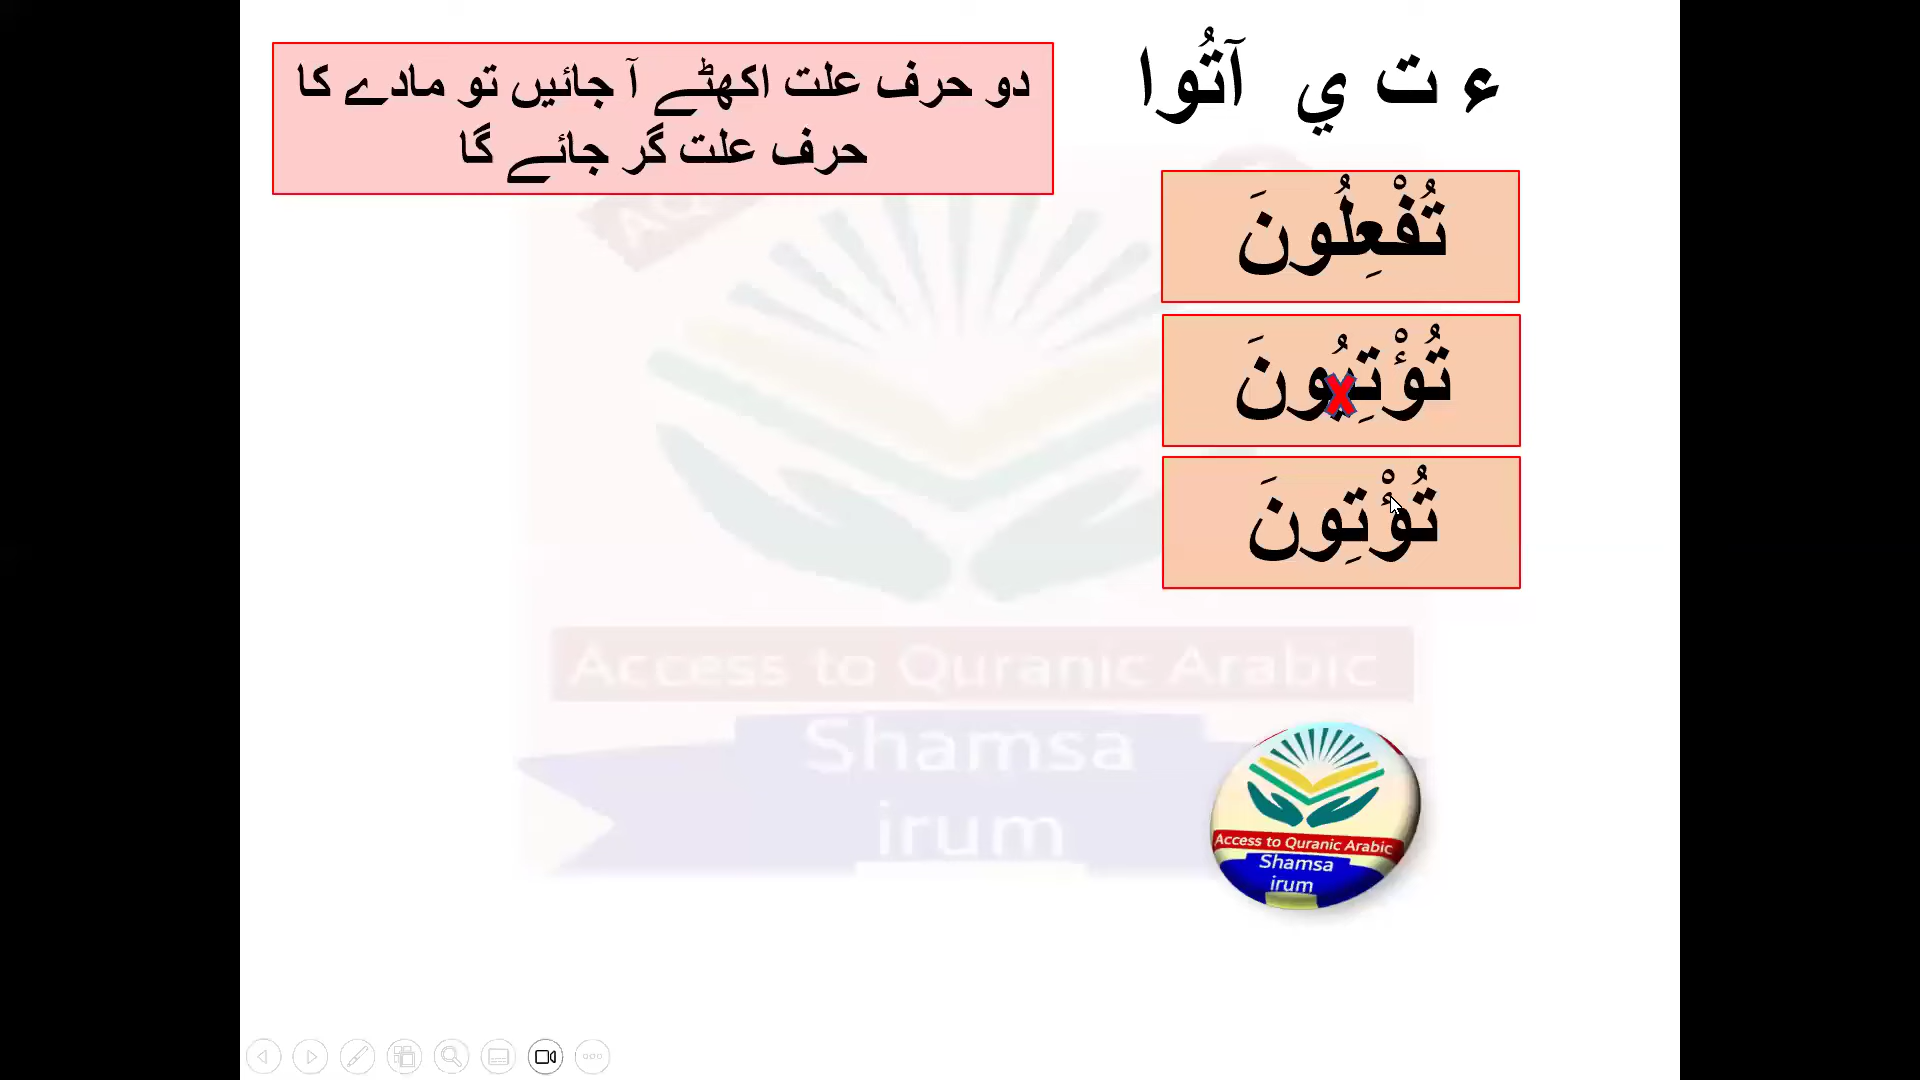 ء ت ي آتُوا
دو حرف علت اکھٹے آ جائیں تو مادے کا
حرف علت گر جائے گا
تُفْعِلُونَ
تُؤْتِيُونَ
X
تُؤْتِونَ
Access to Quranic Arabic
Shamsa
irum
Access to Quranic Arabic
Shamsa
irum